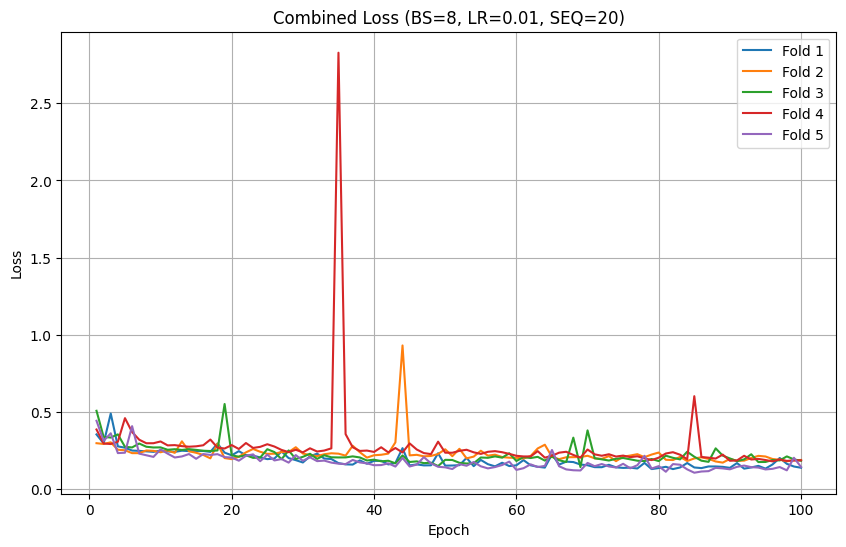 Combined Loss (BS=8, LR=0.01, SEQ=20)
Fold 1
Fold 2
Fold 3
Fold 4
Fold 5
Loss
2.5
2.0
1.5
1.0
0.5
0.0
0
20
40
60
80
100
Epoch